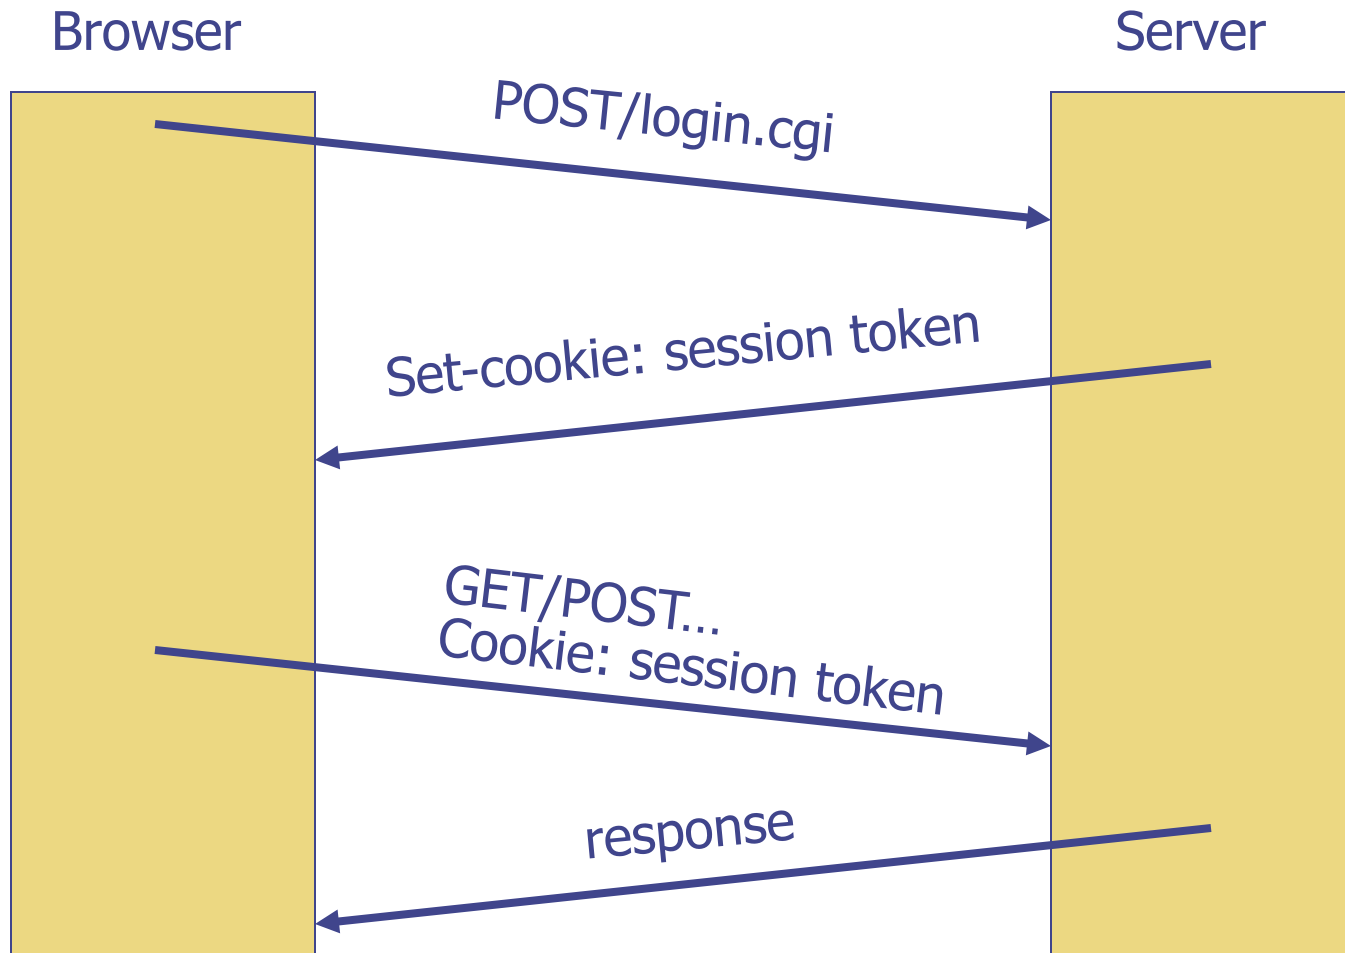 Browser
Server
POST/login.cgi
Set-cookie: session token
GET/POST...
Cookie: session token
response